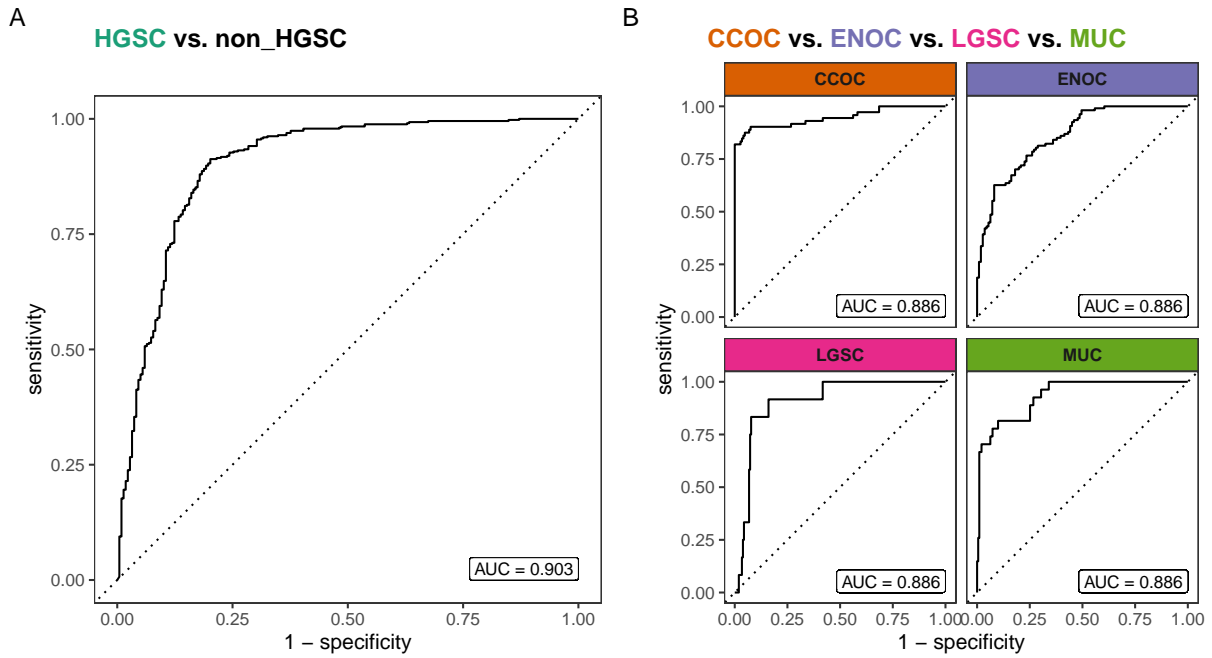 A
HGSC vs. non_HGSC
1.00
0.75
0.50
0.25
0.00
sensitivity
AUC = 0.903
0.00 0.25 0.50 0.75 1.00
1 − specificity
B
CCOC vs. ENOC vs. LGSC vs. MUC
CCOC
ENOC
1.00
0.75
0.50
0.25
0.00
AUC = 0.886
AUC = 0.886
sensitivity
LGSC
MUC
1.00
0.75
0.50
0.25
0.00
AUC = 0.886
AUC = 0.886
0.00 0.25 0.50 0.75 1.00 0.00 0.25 0.50 0.75 1.00
1 − specificity